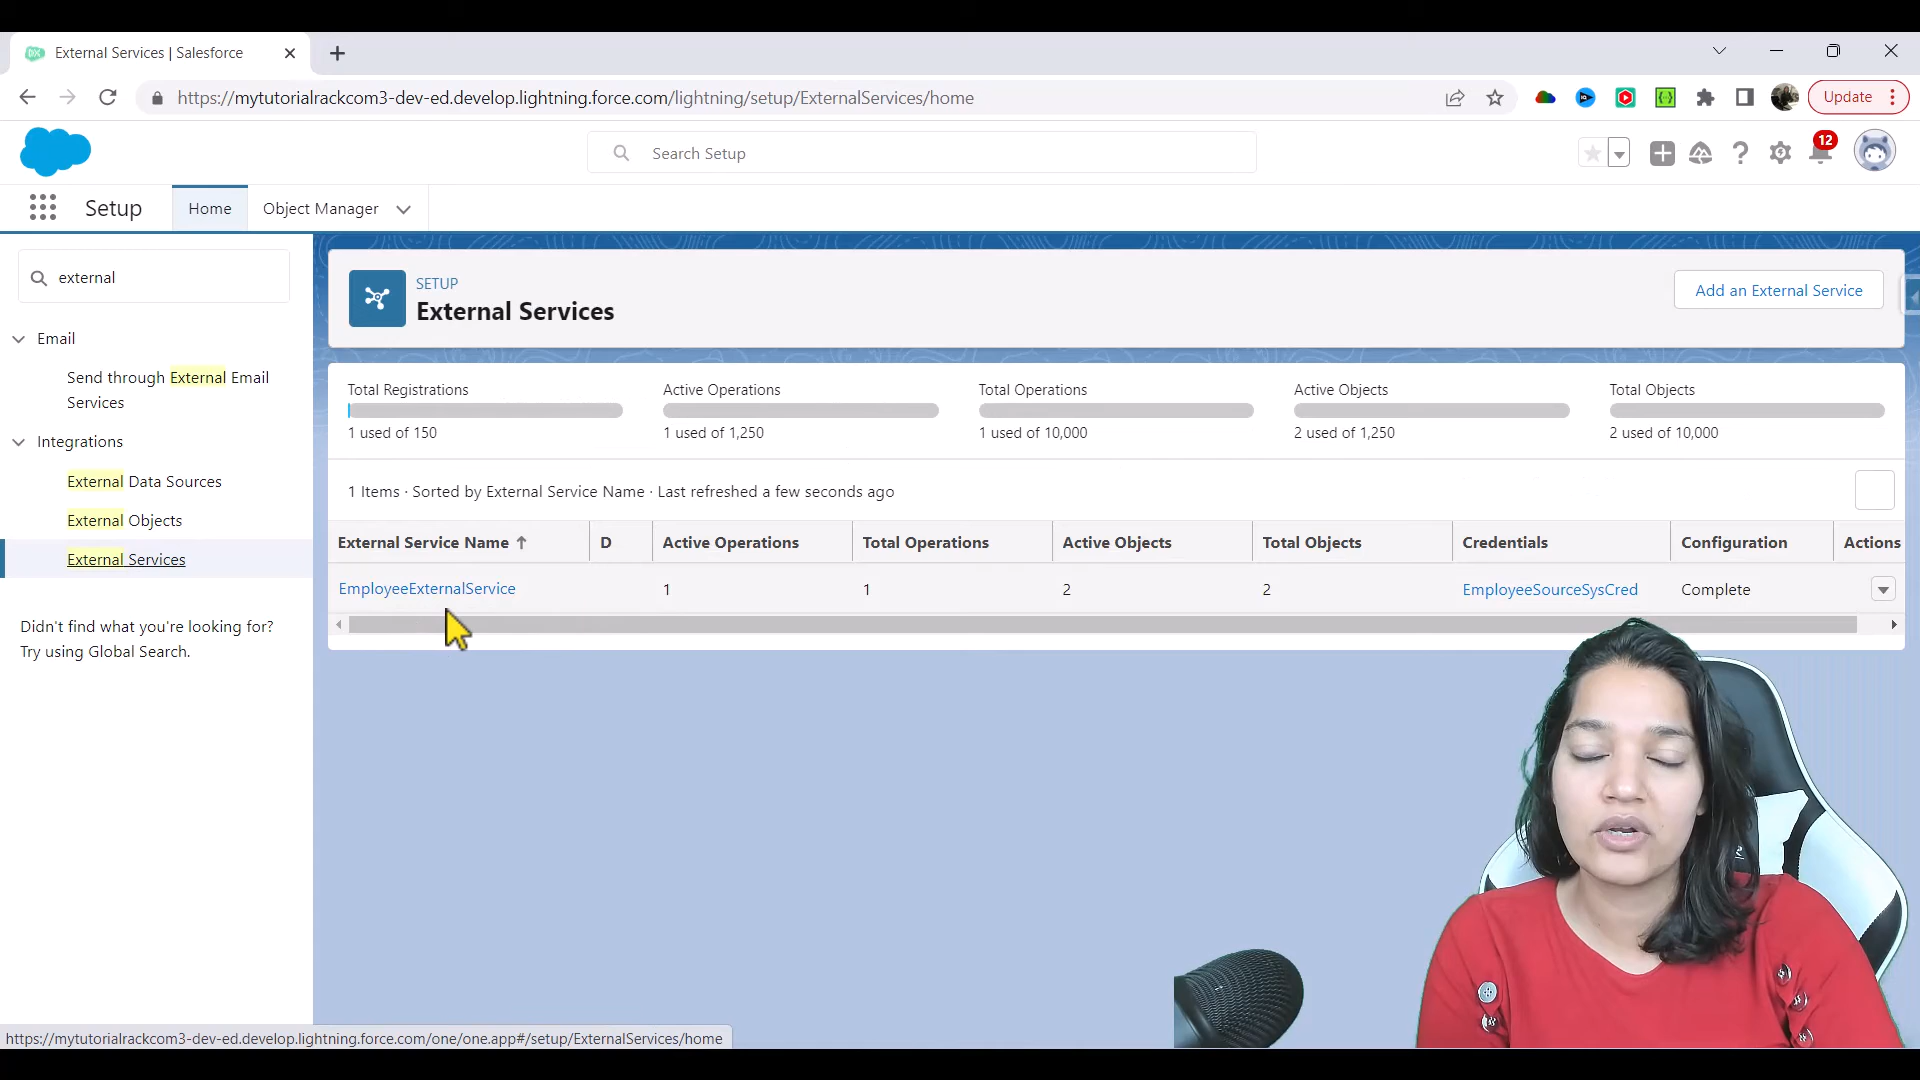 External Services | Salesforce
https://mytutorialrackcom3-dev-ed.develop.lightning.force.com/lightning/setup/ExternalServices/home
Update
Search Setup
12
Setup
Home
Object Manager
external
Email
Send through External Email
Services
Integrations
External Data Sources
External Objects
External Services
Didn't find what you're looking for?
Try using Global Search.
SETUP
External Services
Add an External Service
Total Registrations
1 used of 150
Active Operations
1 used of 1,250
Total Operations
1 used of 10,000
Active Objects
2 used of 1,250
Total Objects
2 used of 10,000
1 Items · Sorted by External Service Name · Last refreshed a few seconds ago
External Service Name D Active Operations Total Operations Active Objects Total Objects Credentials Configuration Actions
EmployeeExternalService 1 1 2 2 EmployeeSourceSysCred Complete
https://mytutorialrackcom3-dev-ed.develop.lightning.force.com/one/one.app#/setup/ExternalServices/home